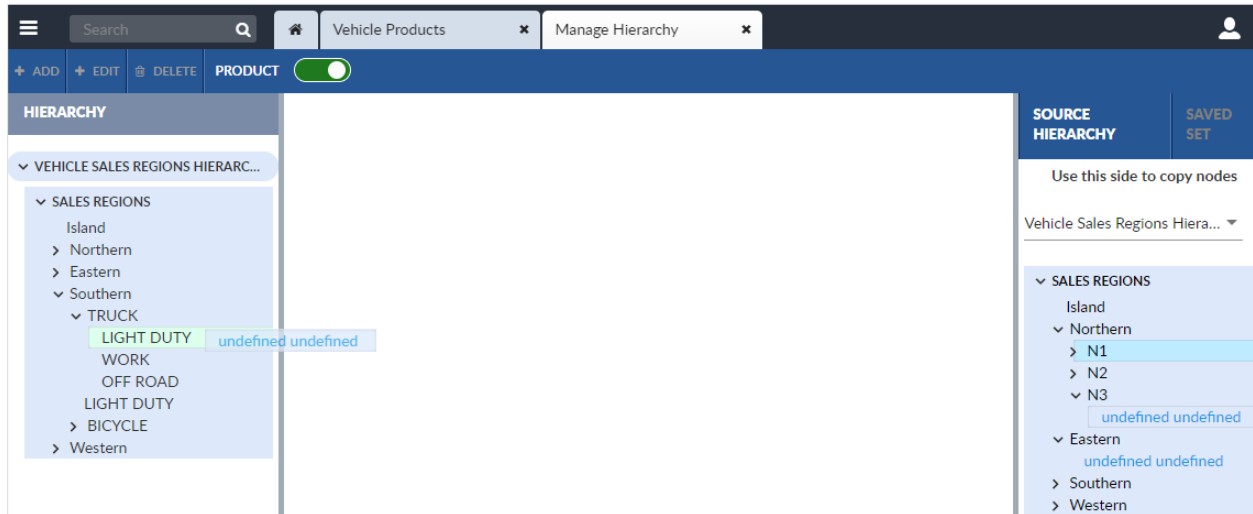 Search
Vehicle Products
Manage Hierarchy
+ ADD
+ EDIT
DELETE
PRODUCT
HIERARCHY
VEHICLE SALES REGIONS HIERARC...
SALES REGIONS
Island
Northern
Eastern
Southern
TRUCK
LIGHT DUTY
undefined undefined
WORK
OFF ROAD
LIGHT DUTY
BICYCLE
Western
SOURCE
HIERARCHY
SAVED
SET
Use this side to copy nodes
Vehicle Sales Regions Hiera...
SALES REGIONS
Island
Northern
N1
N2
N3
undefined undefined
Eastern
undefined undefined
Southern
Western